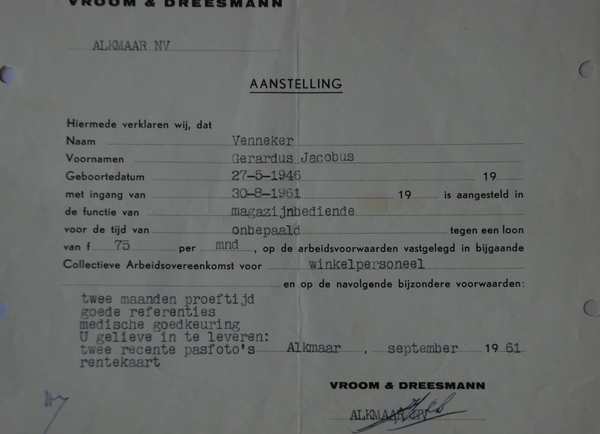 VROOM & DREESMANN
ALKMAAR NV
AANSTELLING
Hiermede verklaren wij, dat
Naam Venneker
Voornamen Gerardus Jacobus
Geboortedatum 27-5-1946 19
met ingang van 30-8-1961 19 is aangesteld in
de functie van magazijnbediende
voor de tijd van onbepaald tegen een loon
van f 75 per mnd , op de arbeidsvoorwaarden vastgelegd in bijgaande
Collectieve Arbeidsovereenkomst voor winkelpersoneel
en op de navolgende bijzondere voorwaarden:
twee maanden proeftijd
goede referenties
medische goedkeuring
U gelieve in te leveren:
twee recente pasfoto's Alkmaar , september 1961
rentekaart
VROOM & DREESMANN
ALKMAAR NV